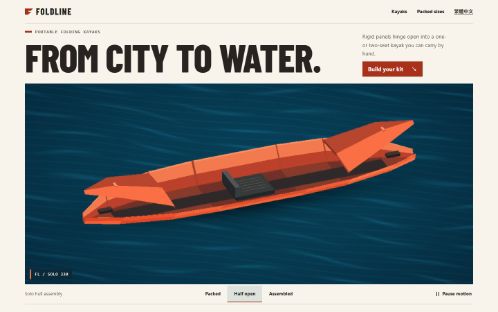 FOLDLINE
Kayaks
Packed sizes
繁體中文
PORTABLE FOLDING KAYAKS
FROM CITY TO WATER.
Rigid panels hinge open into a one-
or two-seat kayak you can carry by
hand.
Build your kit
FL / SOLO 330
Solo hull assembly
Packed
Half open
Assembled
Pause motion